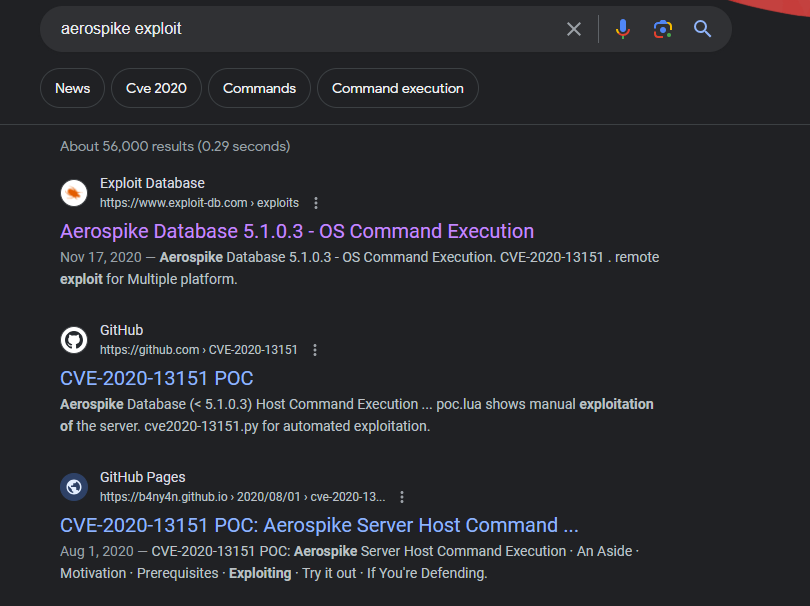 aerospike exploit
News
Cve 2020
Commands
Command execution
About 56,000 results (0.29 seconds)
Exploit Database
https://www.exploit-db.com › exploits
Aerospike Database 5.1.0.3 - OS Command Execution
Nov 17, 2020 — Aerospike Database 5.1.0.3 - OS Command Execution. CVE-2020-13151 . remote
exploit for Multiple platform.
GitHub
https://github.com › CVE-2020-13151
CVE-2020-13151 POC
Aerospike Database (< 5.1.0.3) Host Command Execution ... poc.lua shows manual exploitation
of the server. cve2020-13151.py for automated exploitation.
GitHub Pages
https://b4ny4n.github.io › 2020/08/01 › cve-2020-13...
CVE-2020-13151 POC: Aerospike Server Host Command ...
Aug 1, 2020 — CVE-2020-13151 POC: Aerospike Server Host Command Execution · An Aside ·
Motivation · Prerequisites · Exploiting · Try it out · If You're Defending.